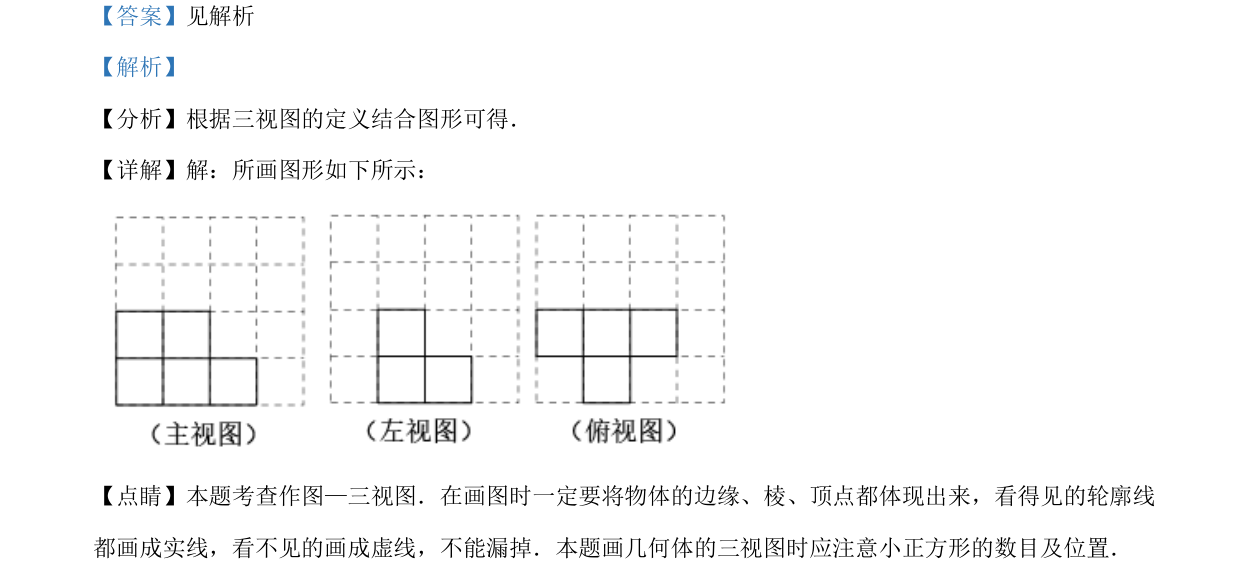 【答案】见解析
【解析】
【分析】根据三视图的定义结合图形可得．
【详解】解：所画图形如下所示：
（主视图） （左视图） （俯视图）
【点睛】本题考查作图—三视图．在画图时一定要将物体的边缘、棱、顶点都体现出来，看得见的轮廓线
都画成实线，看不见的画成虚线，不能漏掉．本题画几何体的三视图时应注意小正方形的数目及位置．